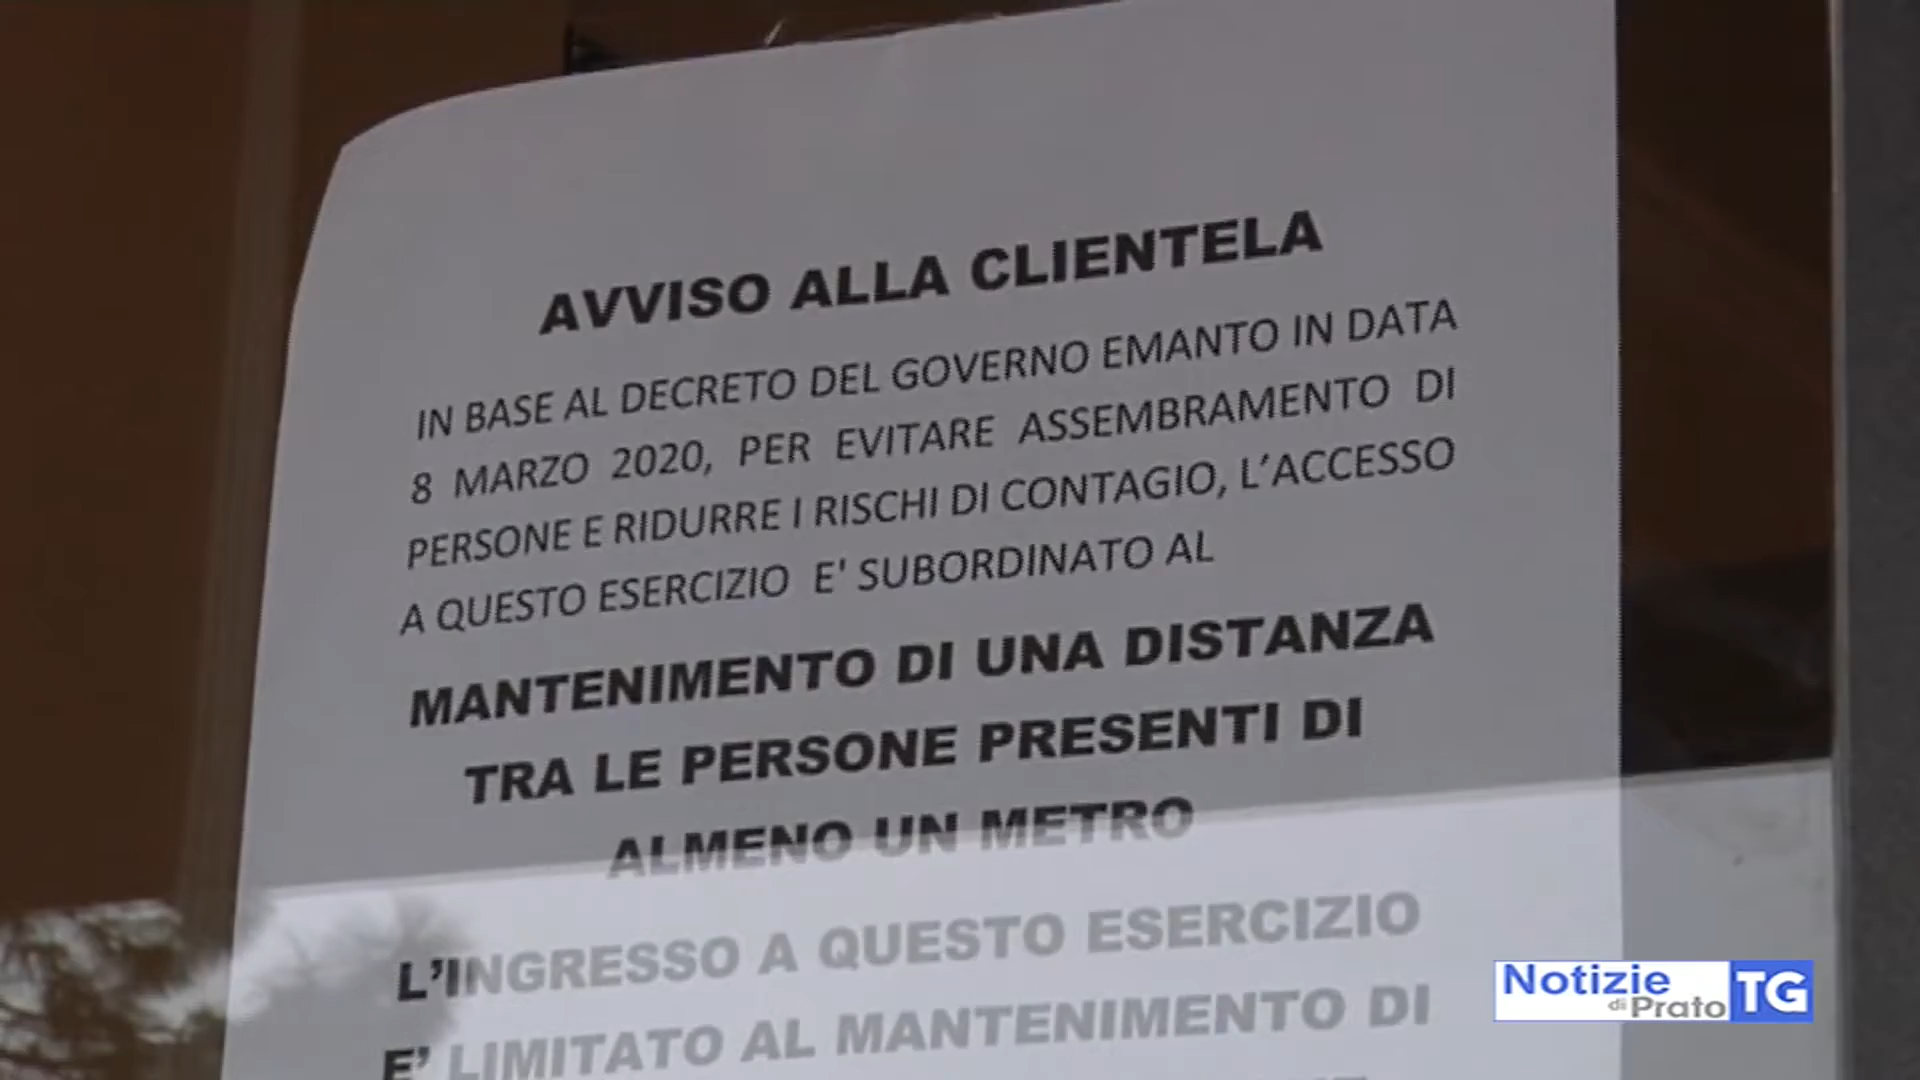 AVVISO ALLA CLIENTELA
IN BASE AL DECRETO DEL GOVERNO EMANTO IN DATA
8 MARZO 2020, PER EVITARE ASSEMBRAMENTO DI
PERSONE E RIDURRE I RISCHI DI CONTAGIO, L’ACCESSO
A QUESTO ESERCIZIO E' SUBORDINATO AL
MANTENIMENTO DI UNA DISTANZA
TRA LE PERSONE PRESENTI DI
ALMENO UN METRO
L’INGRESSO A QUESTO ESERCIZIO
E’ LIMITATO AL MANTENIMENTO DI
Notizie
di Prato TG